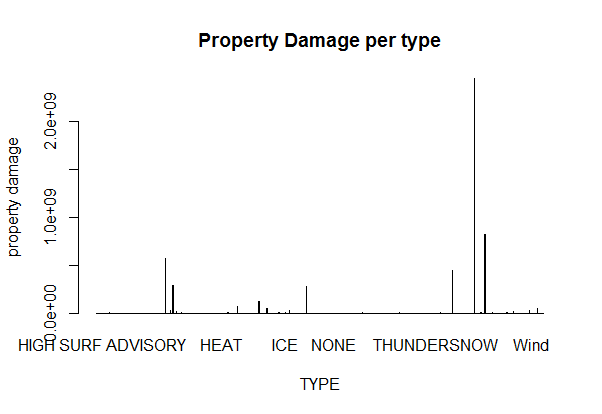 Property Damage per type
property damage
2.0e+09
1.0e+09
0.0e+00
HIGH SURF ADVISORY HEAT ICE NONE THUNDERSNOW Wind
TYPE